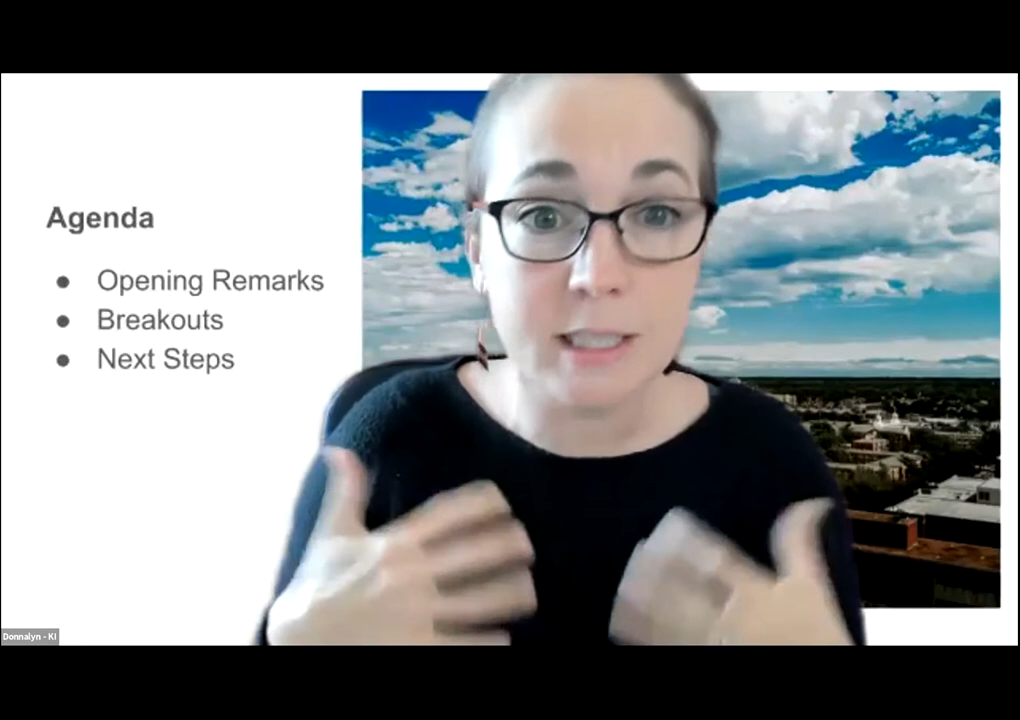 Agenda
● Opening Remarks
● Breakouts
● Next Steps
Donnalyn - KI